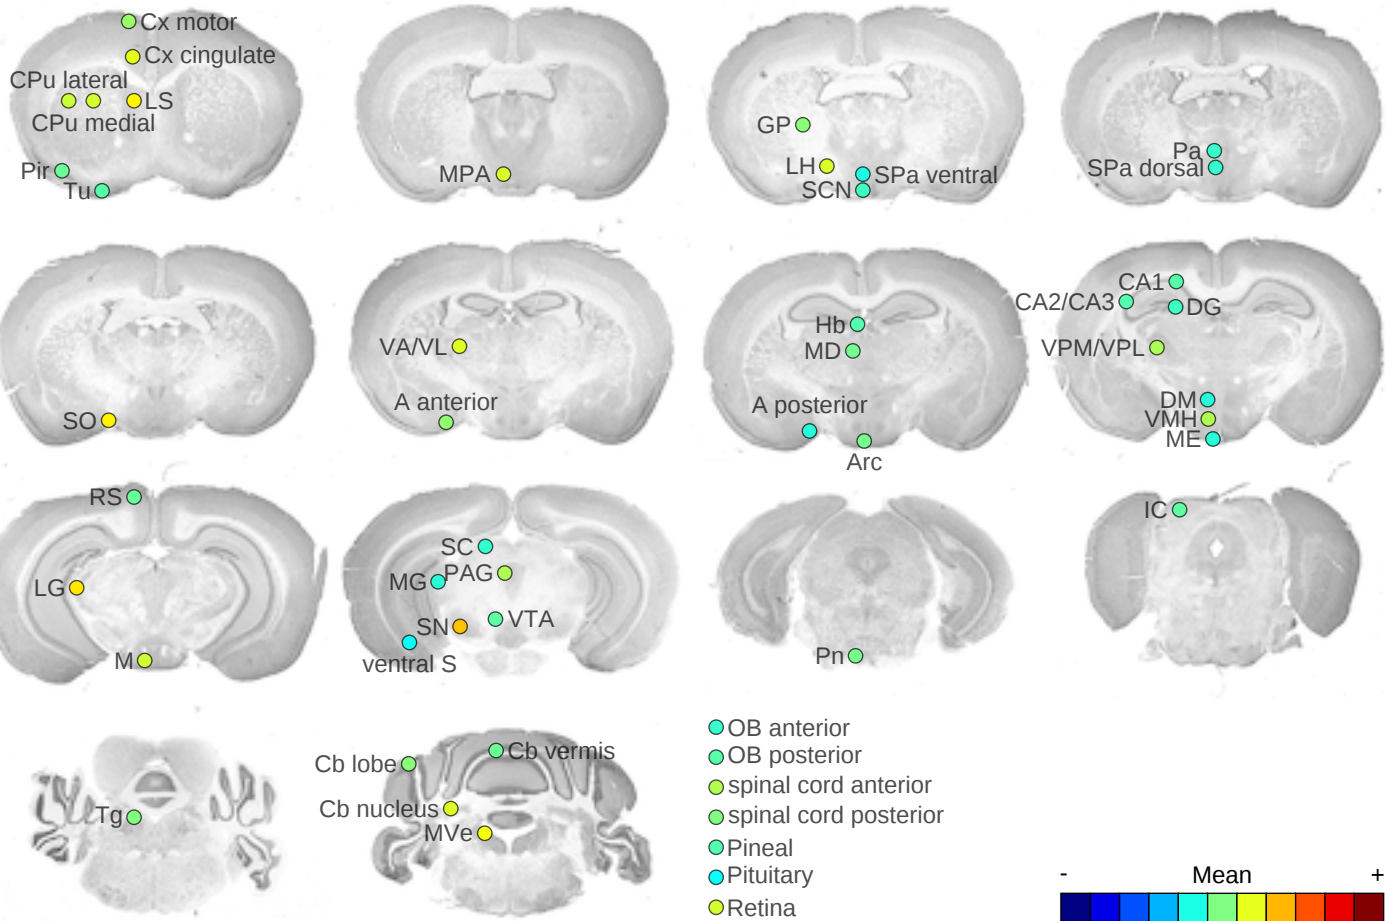 Cx motor
Cx cingulate
CPu lateral
LS
CPu medial
Pir
Tu
MPA
GP
LH
SPa ventral
SCN
Pa
SPa dorsal
SO
VA/VL
A anterior
Hb
MD
A posterior
Arc
CA1
CA2/CA3
DG
VPM/VPL
DM
VMH
ME
RS
LG
M
SC
MG
PAG
SN
VTA
ventral S
Pn
IC
Tg
Cb lobe
Cb vermis
Cb nucleus
MVe
OB anterior
OB posterior
spinal cord anterior
spinal cord posterior
Pineal
Pituitary
Retina
- Mean +